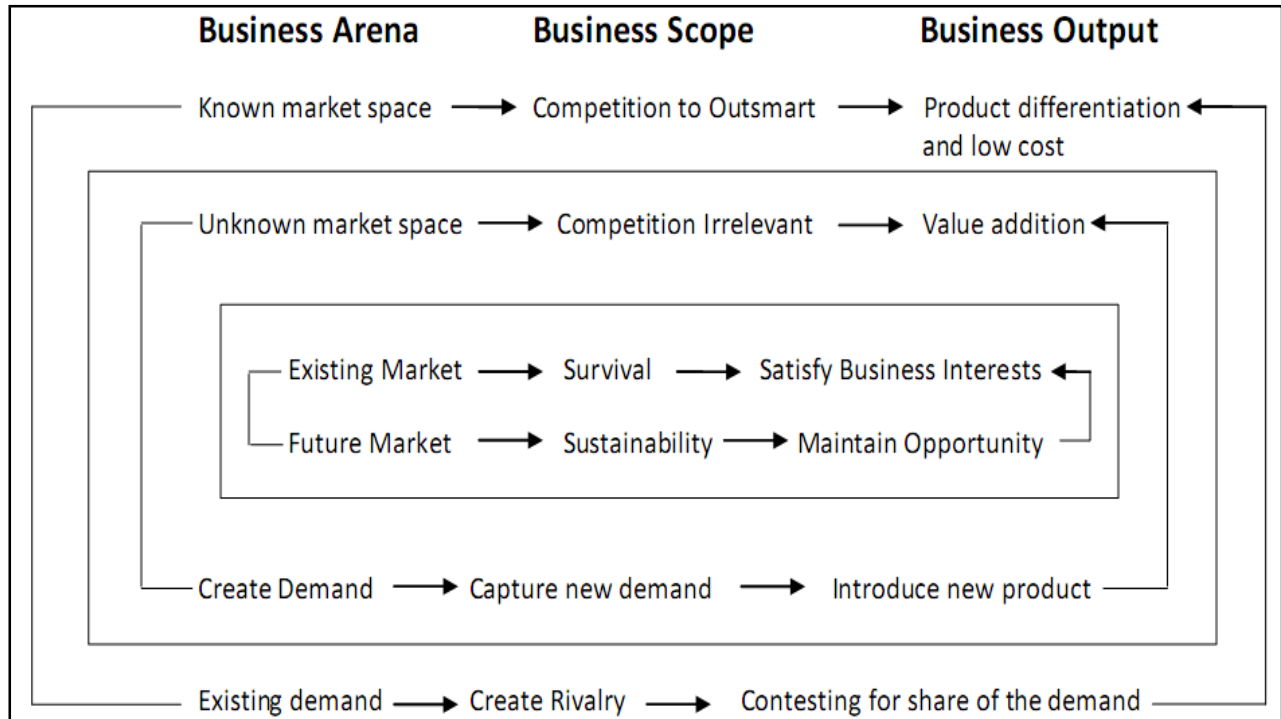 Business Arena Business Scope Business Output
Known market space Competition to Outsmart Product differentiation
and low cost
Unknown market space Competition Irrelevant Value addition
Existing Market Survival Satisfy Business Interests
Future Market Sustainability Maintain Opportunity
Create Demand Capture new demand Introduce new product
Existing demand Create Rivalry Contesting for share of the demand